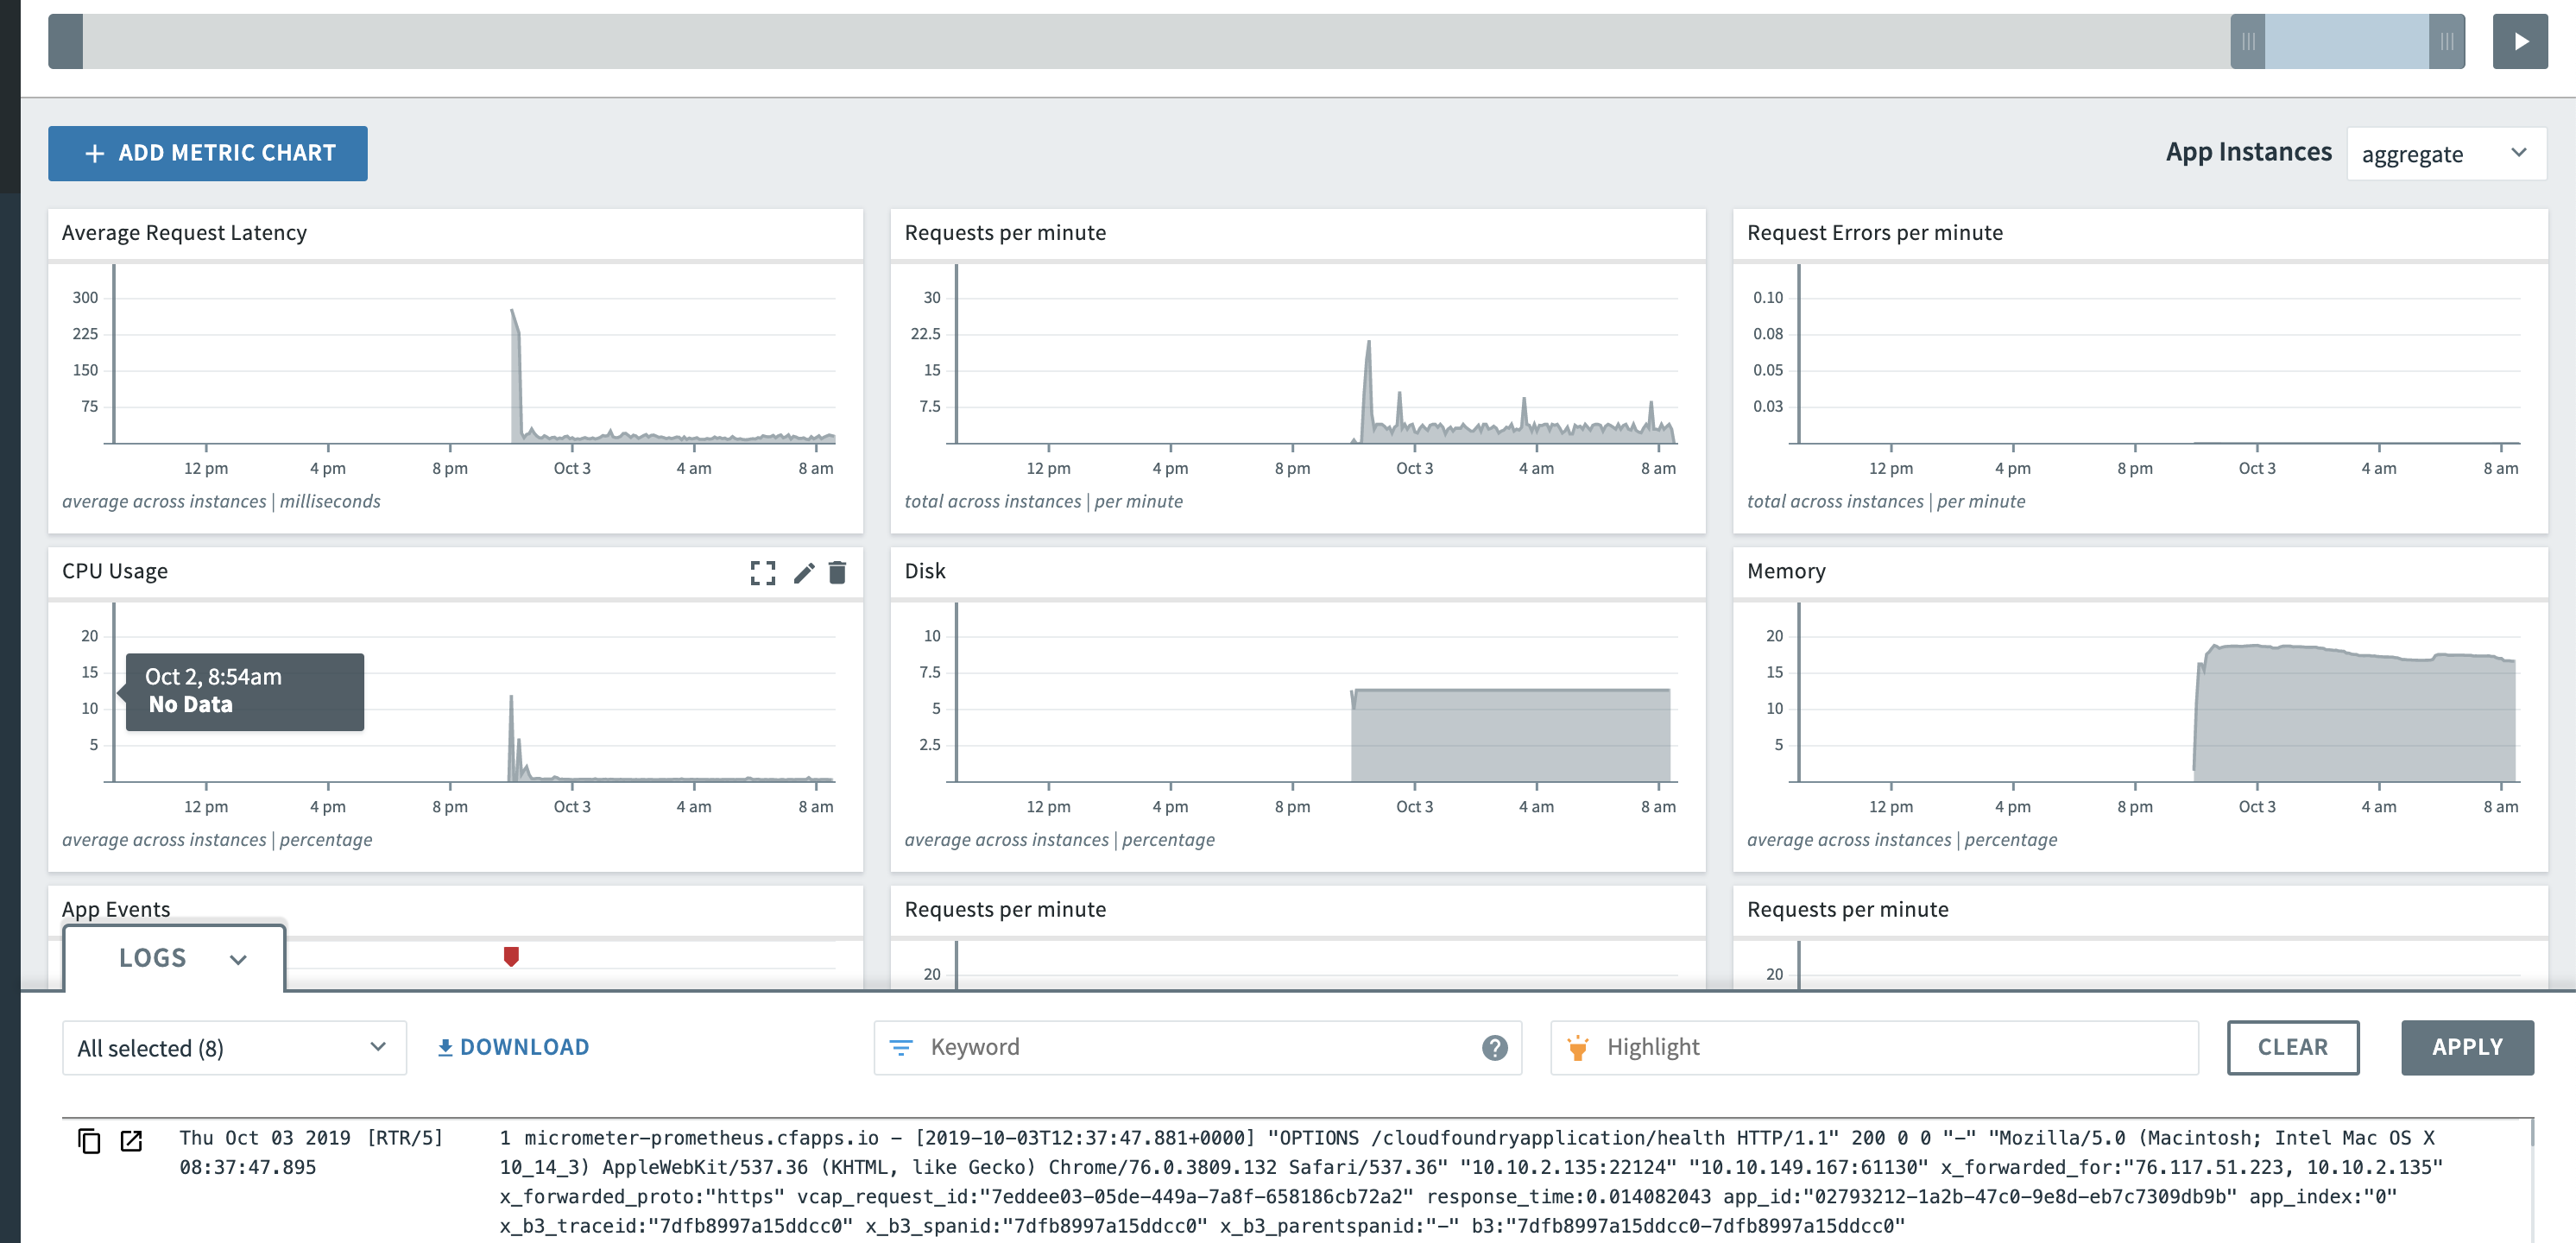 + ADD METRIC CHART
App Instances
aggregate
Average Request Latency
300
225
150
75
12 pm
4 pm
8 pm
Oct 3
4 am
8 am
average across instances | milliseconds
Requests per minute
30
22.5
15
7.5
12 pm
4 pm
8 pm
Oct 3
4 am
8 am
total across instances | per minute
Request Errors per minute
0.10
0.08
0.05
0.03
12 pm
4 pm
8 pm
Oct 3
4 am
8 am
total across instances | per minute
CPU Usage
20
15
10
5
Oct 2, 8:54am
No Data
12 pm
4 pm
8 pm
Oct 3
4 am
8 am
average across instances | percentage
Disk
10
7.5
5
2.5
12 pm
4 pm
8 pm
Oct 3
4 am
8 am
average across instances | percentage
Memory
20
15
10
5
12 pm
4 pm
8 pm
Oct 3
4 am
8 am
average across instances | percentage
App Events
Requests per minute
20
Requests per minute
20
LOGS
All selected (8)
DOWNLOAD
Keyword
?
Highlight
CLEAR
APPLY
Thu Oct 03 2019 [RTR/5]
08:37:47.895
1 micrometer-prometheus.cfapps.io – [2019-10-03T12:37:47.881+0000] "OPTIONS /cloudfoundryapplication/health HTTP/1.1" 200 0 0 "-" "Mozilla/5.0 (Macintosh; Intel Mac OS X
10_14_3) AppleWebKit/537.36 (KHTML, like Gecko) Chrome/76.0.3809.132 Safari/537.36" "10.10.2.135:22124" "10.10.149.167:61130" x_forwarded_for:"76.117.51.223, 10.10.2.135"
x_forwarded_proto:"https" vcap_request_id:"7eddee03-05de-449a-7a8f-658186cb72a2" response_time:0.014082043 app_id:"02793212-1a2b-47c0-9e8d-eb7c7309db9b" app_index:"0"
x_b3_traceid:"7dfb8997a15ddcc0" x_b3_spanid:"7dfb8997a15ddcc0" x_b3_parentspanid:"-" b3:"7dfb8997a15ddcc0-7dfb8997a15ddcc0"